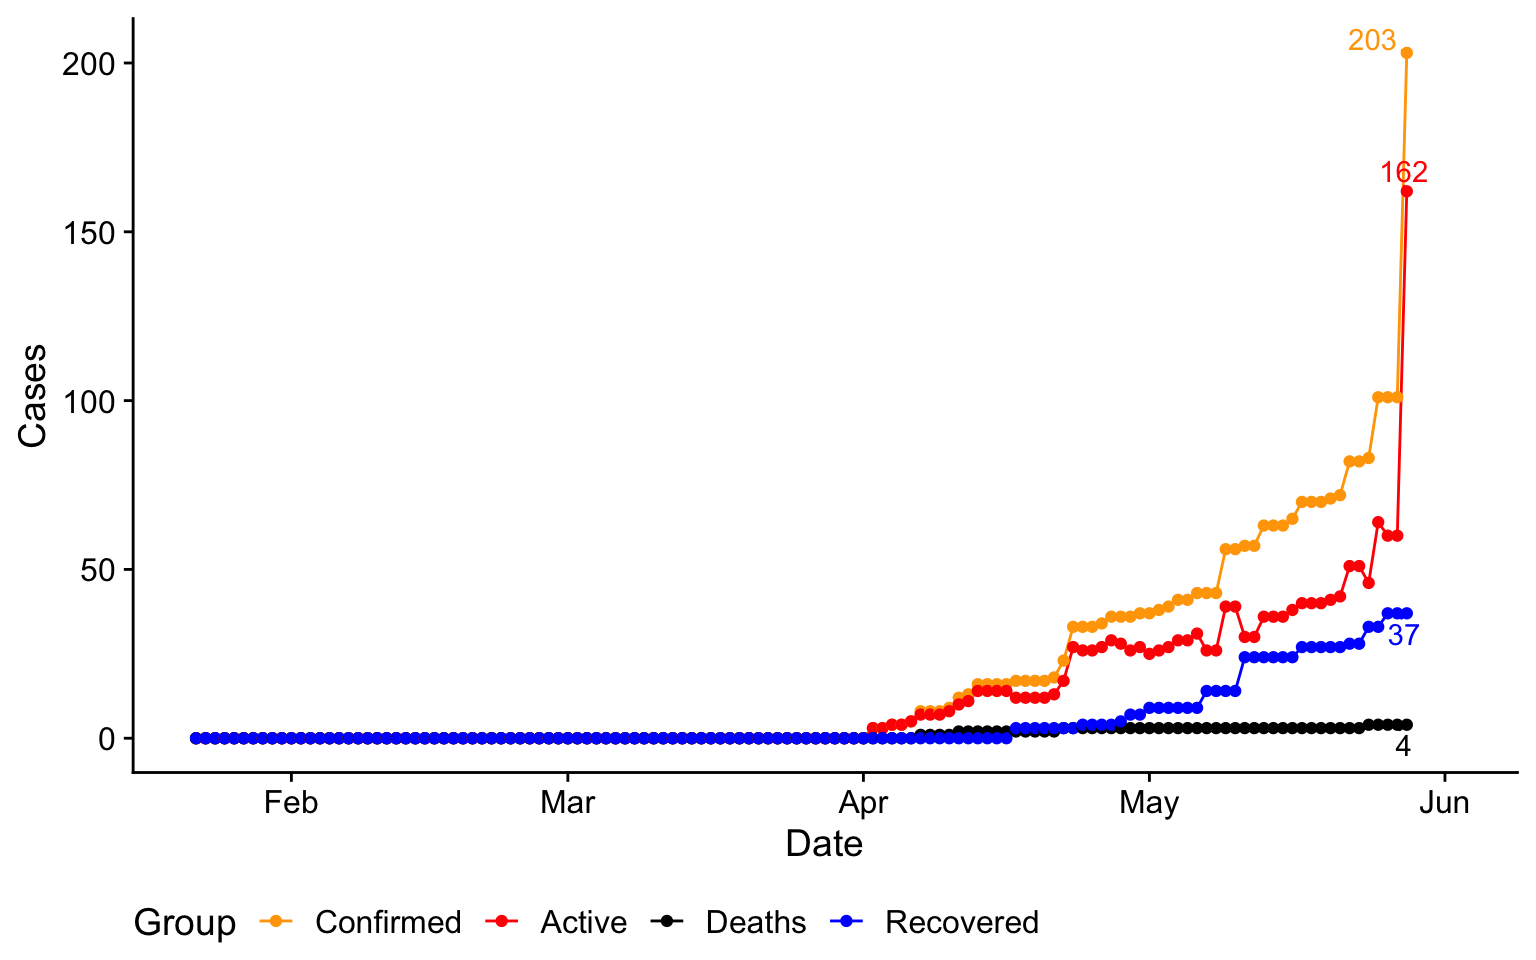 203
200
162
150
Cases
100
50
37
0
4
Feb Mar Apr May Jun
Date
Group Confirmed Active Deaths Recovered